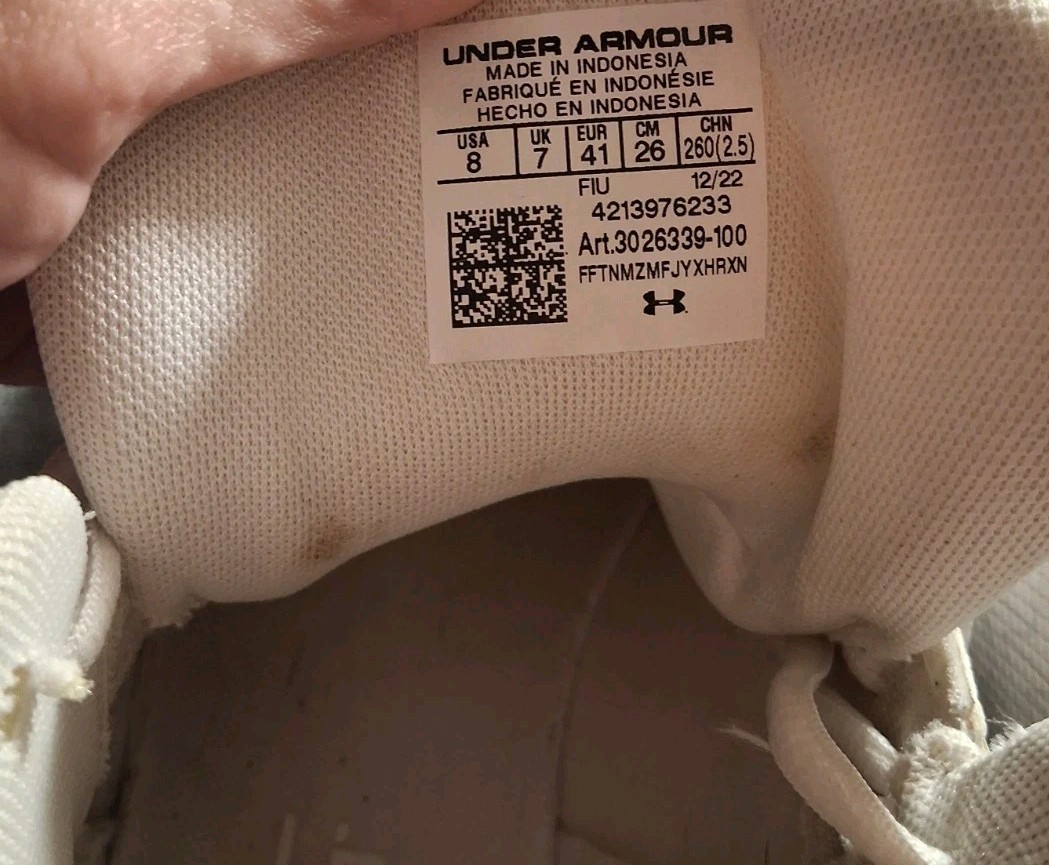 UNDER ARMOUR
MADE IN INDONESIA
FABRIQUÉ EN INDONÉSIE
HECHO EN INDONESIA
USA UK EUR CM CHN
8 7 41 26 260(2.5)
FIU 12/22
4213976233
Art.3026339-100
FFTNMZMFJYXHRXN